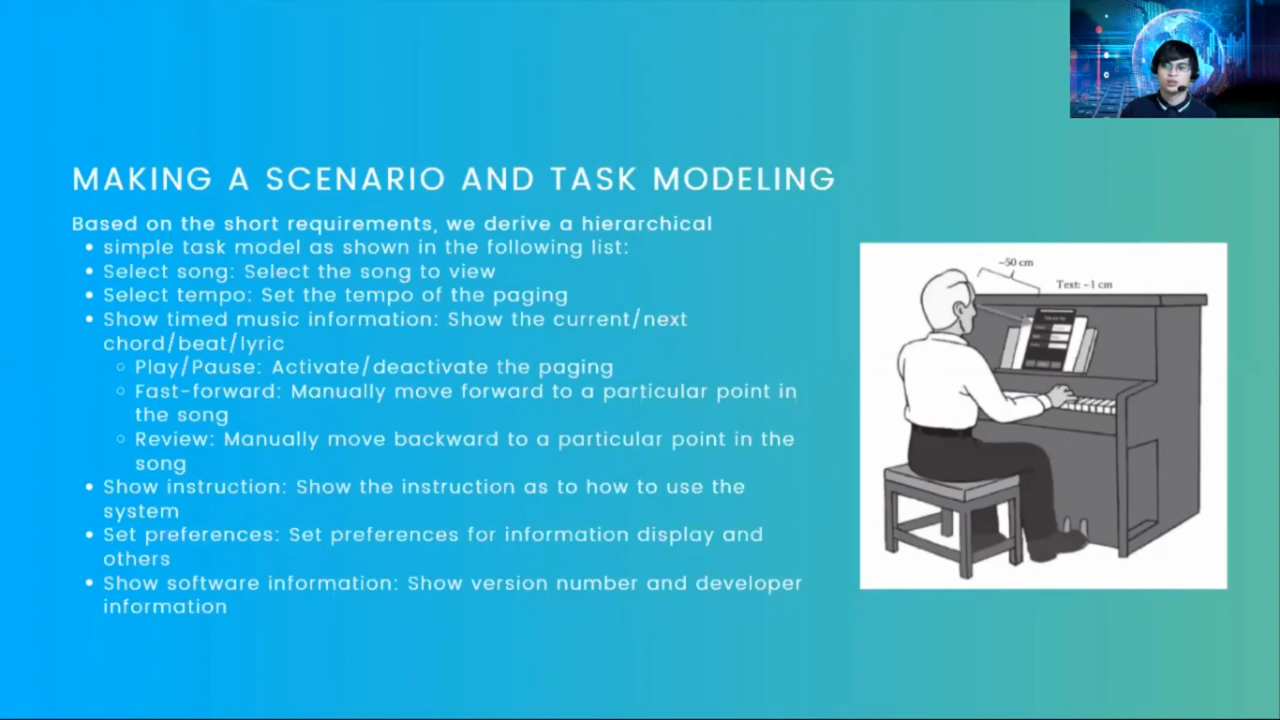 MAKING A SCENARIO AND TASK MODELING
Based on the short requirements, we derive a hierarchical
• simple task model as shown in the following list:
• Select song: Select the song to view
• Select tempo: Set the tempo of the paging
• Show timed music information: Show the current/next
chord/beat/lyric
◦ Play/Pause: Activate/deactivate the paging
◦ Fast-forward: Manually move forward to a particular point in
the song
◦ Review: Manually move backward to a particular point in the
song
• Show instruction: Show the instruction as to how to use the
system
• Set preferences: Set preferences for information display and
others
• Show software information: Show version number and developer
information
~50 cm
Text: ~1 cm